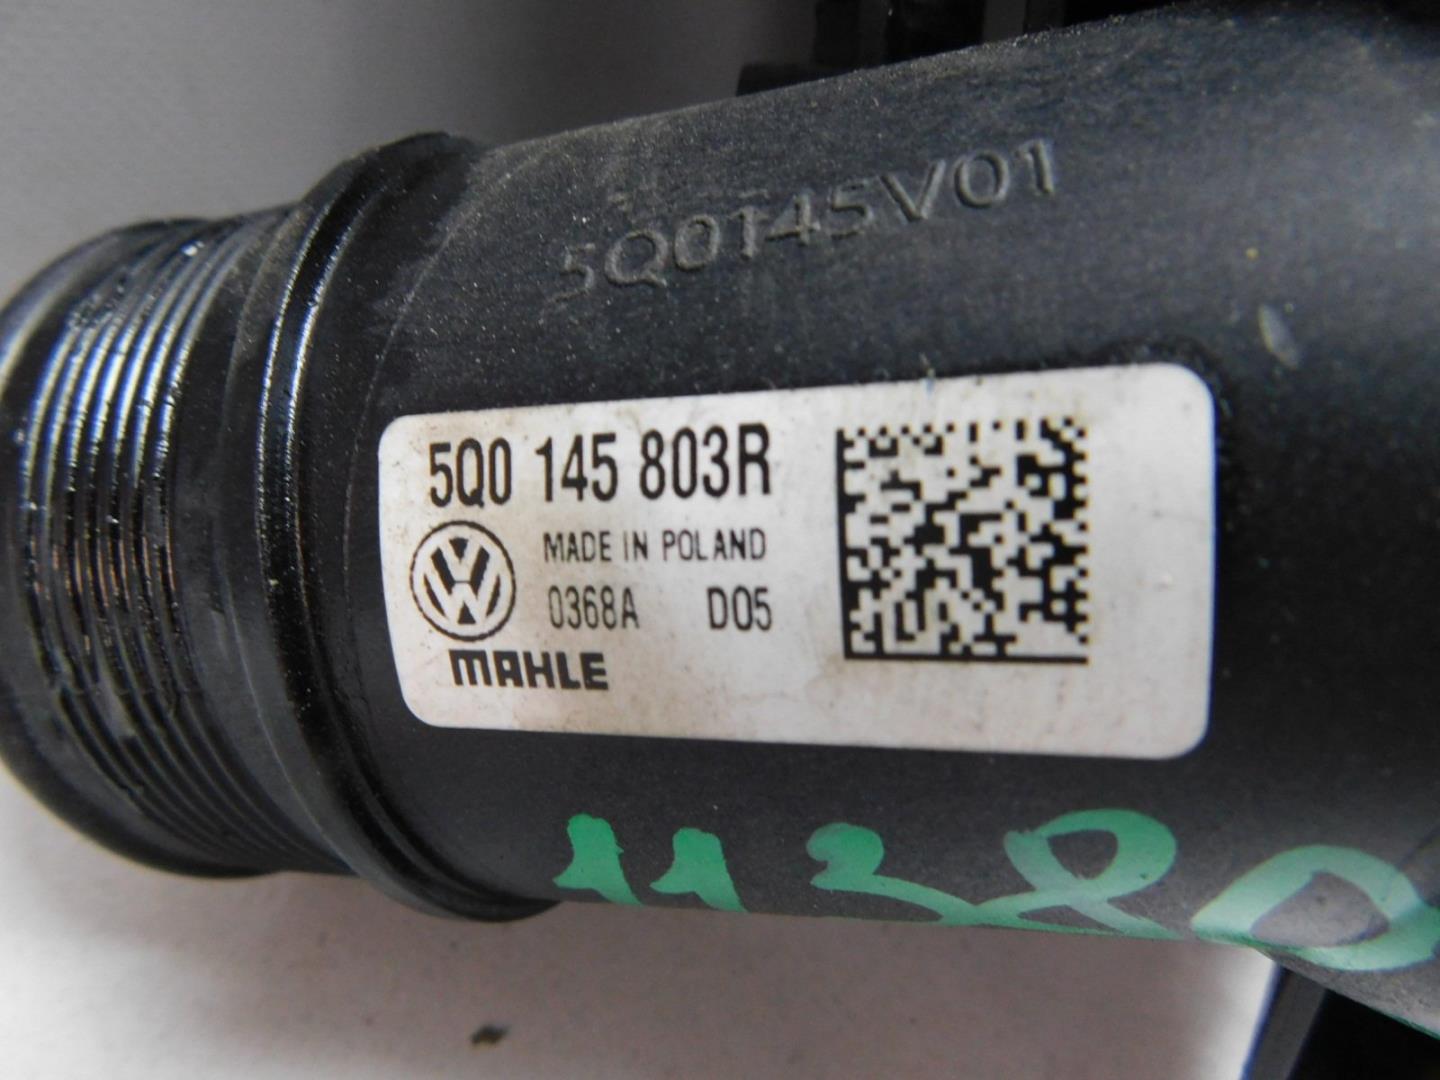 5Q0145V01
5Q0 145 803R
MADE IN POLAND
0368A D05
MAHLE